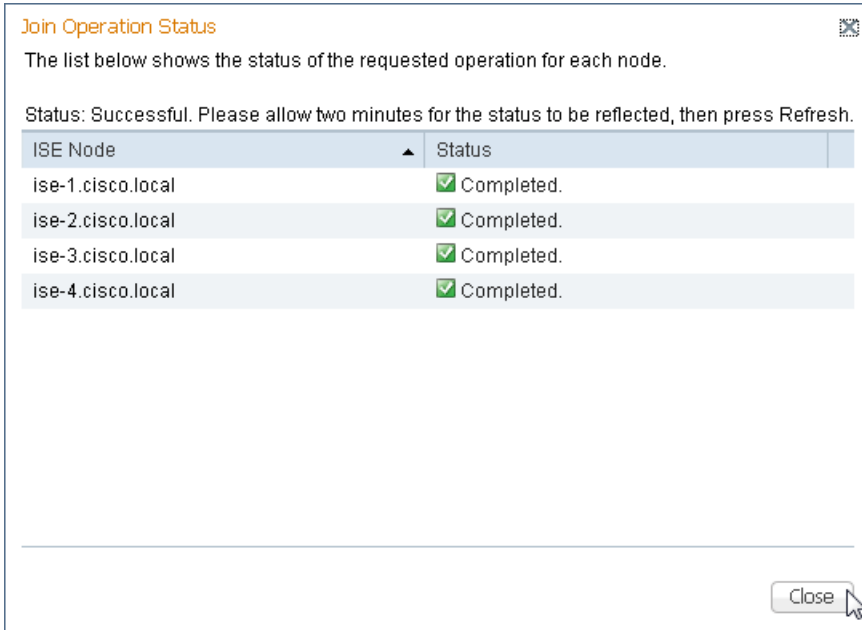 Join Operation Status
The list below shows the status of the requested operation for each node.
Status: Successful. Please allow two minutes for the status to be reflected, then press Refresh.
ISE Node Status
ise-1.cisco.local Completed.
ise-2.cisco.local Completed.
ise-3.cisco.local Completed.
ise-4.cisco.local Completed.
Close